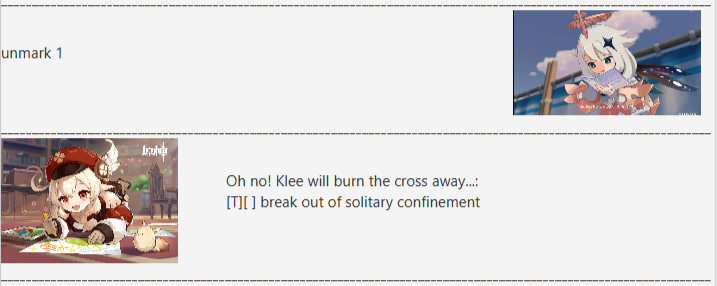 unmark 1
Oh no! Klee will burn the cross away...:
[T][ ] break out of solitary confinement